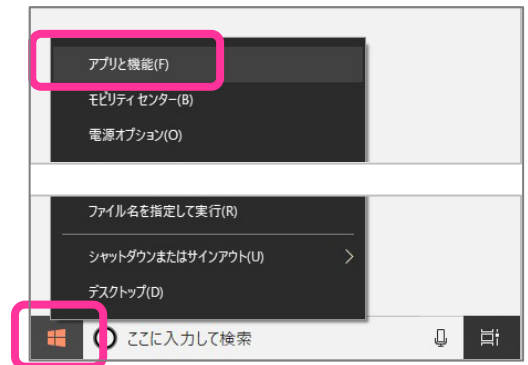 アプリと機能(F)
モビリティ センター(B)
電源オプション(O)
ファイル名を指定して実行(R)
シャットダウンまたはサインアウト(U)
デスクトップ(D)
ここに入力して検索